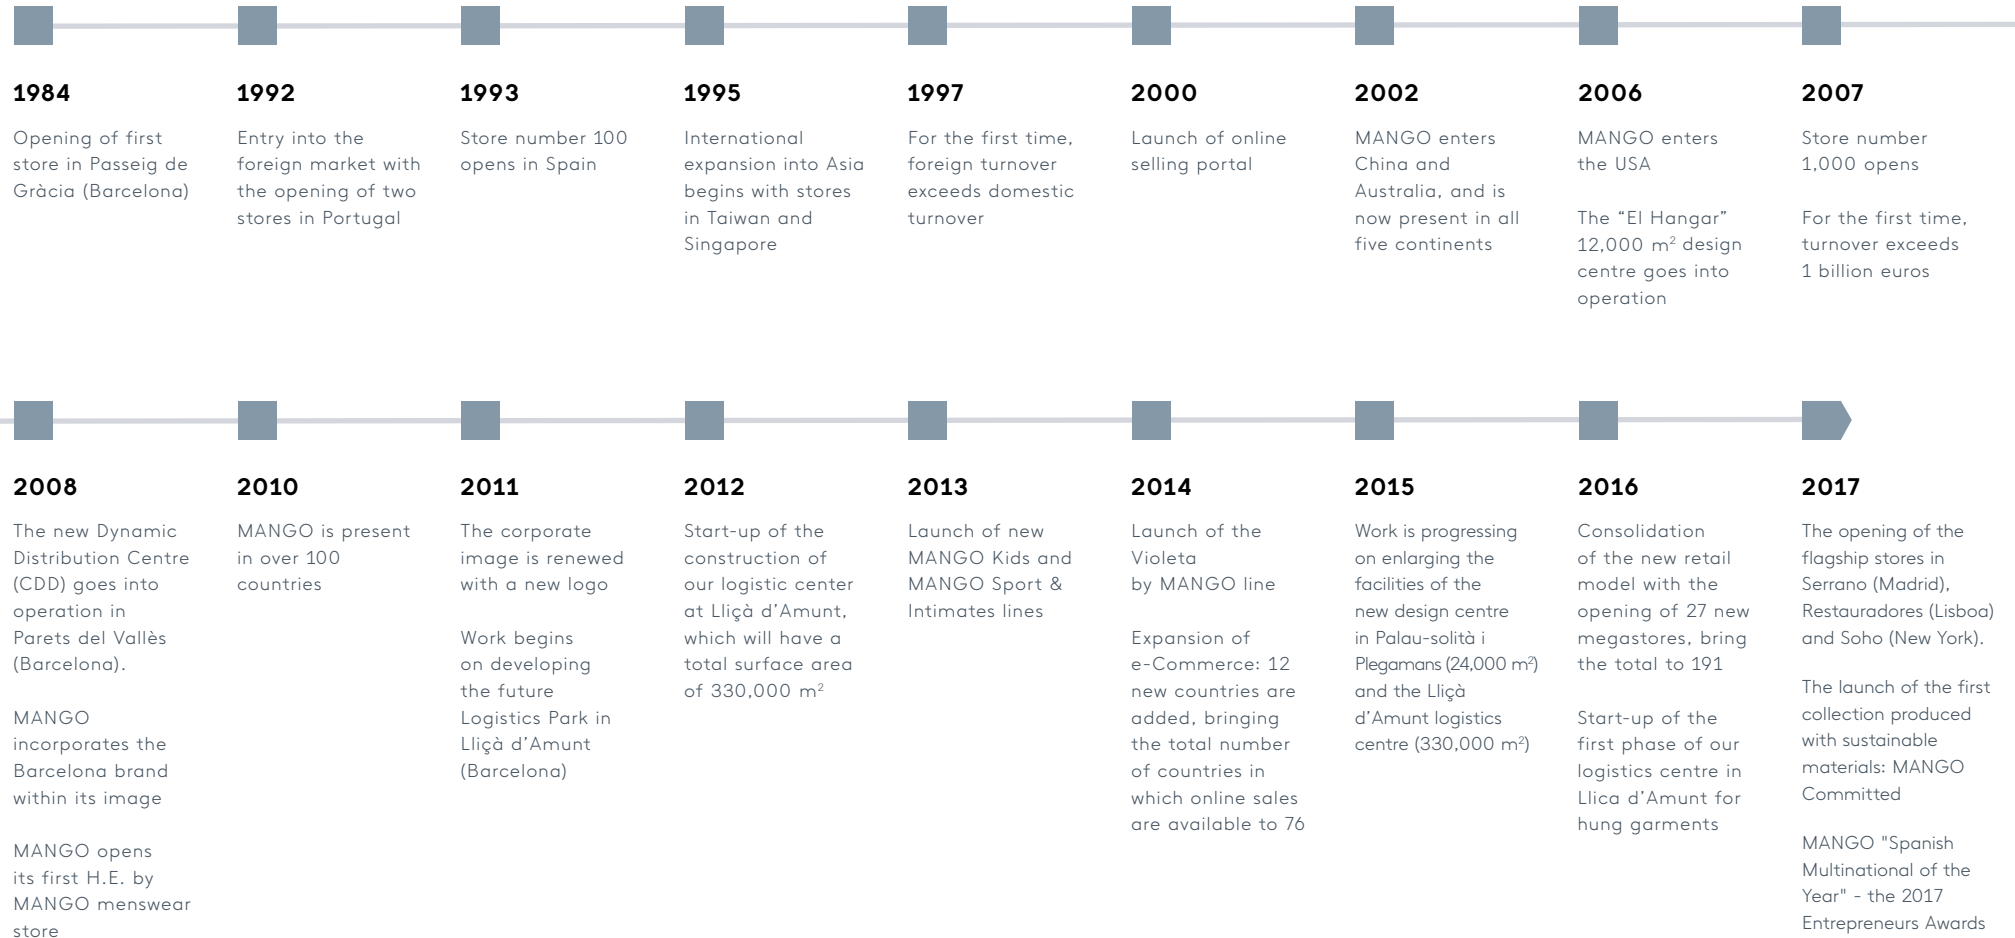 1984
Opening of first
store in Passeig de
Gràcia (Barcelona)
1992
Entry into the
foreign market with
the opening of two
stores in Portugal
1993
Store number 100
opens in Spain
1995
International
expansion into Asia
begins with stores
in Taiwan and
Singapore
1997
For the first time,
foreign turnover
exceeds domestic
turnover
2000
Launch of online
selling portal
2002
MANGO enters
China and
Australia, and is
now present in all
five continents
2006
MANGO enters
the USA
The “El Hangar”
12,000 m² design
centre goes into
operation
2007
Store number
1,000 opens
For the first time,
turnover exceeds
1 billion euros
2008
The new Dynamic
Distribution Centre
(CDD) goes into
operation in
Parets del Vallès
(Barcelona).
MANGO
incorporates the
Barcelona brand
within its image
MANGO opens
its first H.E. by
MANGO menswear
store
2010
MANGO is present
in over 100
countries
2011
The corporate
image is renewed
with a new logo
Work begins
on developing
the future
Logistics Park in
Lliçà d’Amunt
(Barcelona)
2012
Start-up of the
construction of
our logistic center
at Lliçà d’Amunt,
which will have a
total surface area
of 330,000 m²
2013
Launch of new
MANGO Kids and
MANGO Sport &
Intimates lines
2014
Launch of the
Violeta
by MANGO line
Expansion of
e-Commerce: 12
new countries are
added, bringing
the total number
of countries in
which online sales
are available to 76
2015
Work is progressing
on enlarging the
facilities of the
new design centre
in Palau-solità i
Plegamans (24,000 m²)
and the Lliçà
d’Amunt logistics
centre (330,000 m²)
2016
Consolidation
of the new retail
model with the
opening of 27 new
megastores, bring
the total to 191
Start-up of the
first phase of our
logistics centre in
Llica d’Amunt for
hung garments
2017
The opening of the
flagship stores in
Serrano (Madrid),
Restauradores (Lisboa)
and Soho (New York).
The launch of the first
collection produced
with sustainable
materials: MANGO
Committed
MANGO "Spanish
Multinational of the
Year" - the 2017
Entrepreneurs Awards